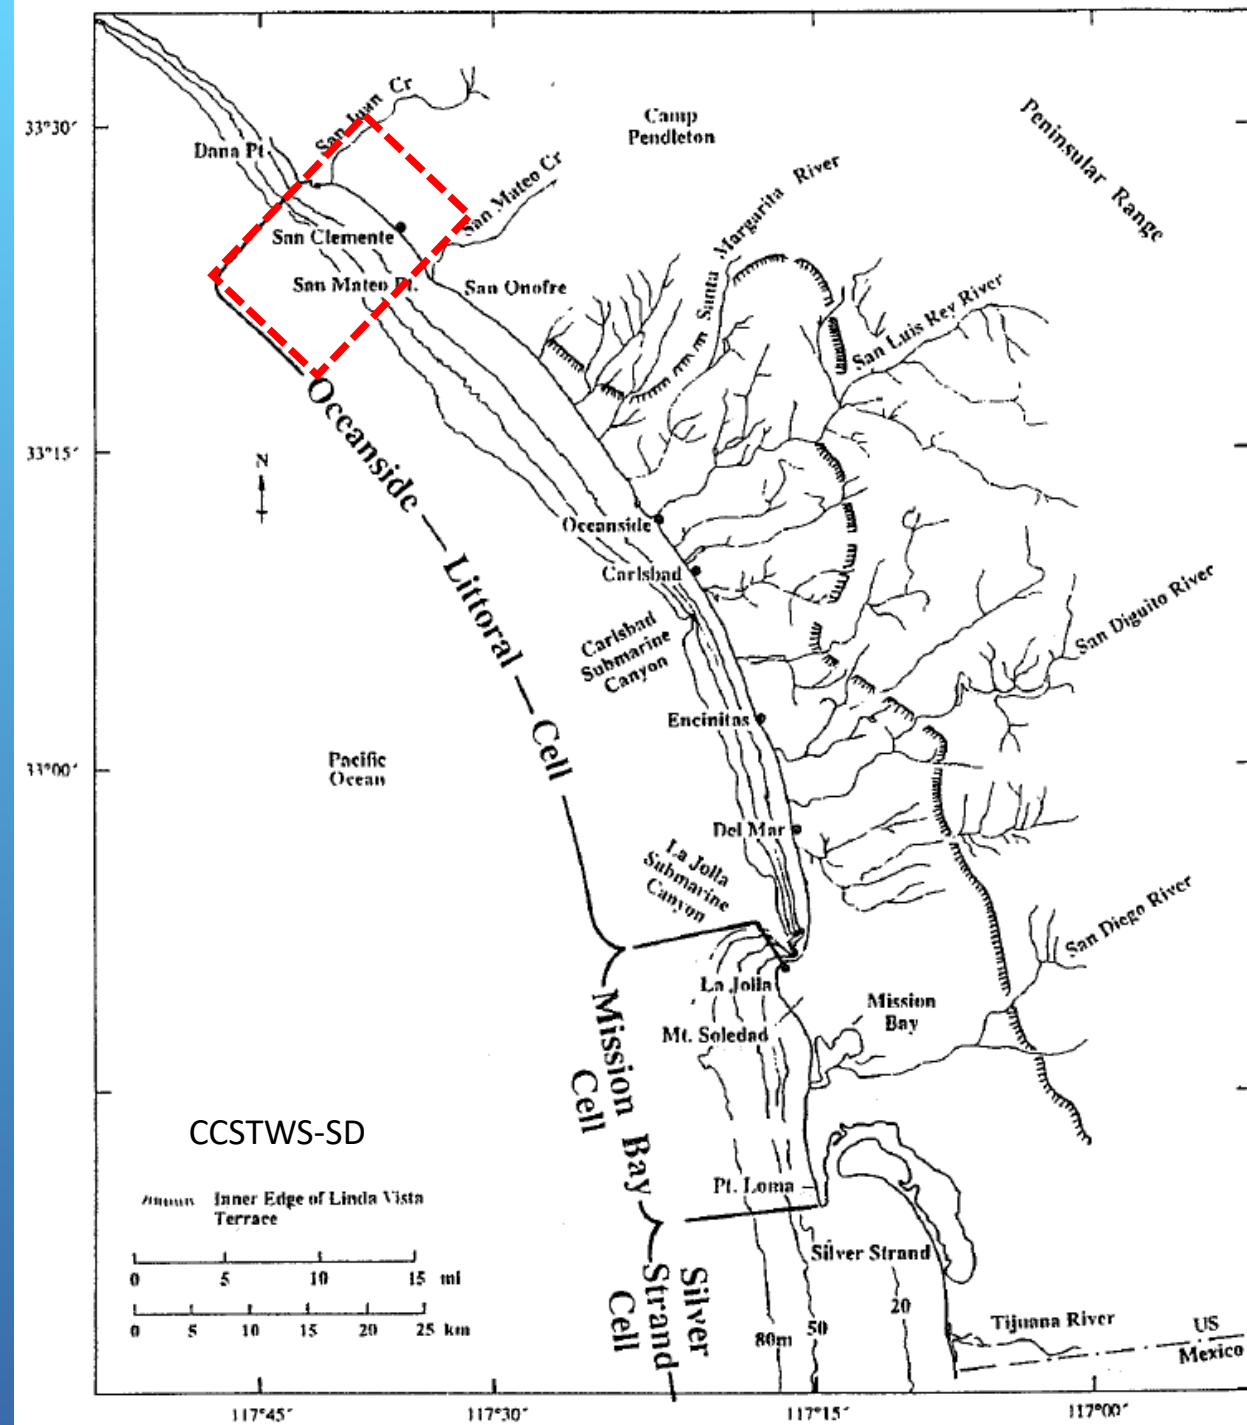 33°30′
33°15′
33°00′
San Juan Cr
Dana Pt
Camp
Pendleton
Peninsular Range
San Mateo Cr
Santa Margarita River
San Clemente
San Mateo Pt.
San Onofre
San Luis Rey River
N
Oceanside
Carlsbad
Carlsbad
Submarine
Canyon
San Diguito River
Oceanside — Littoral — Cell
Encinitas
Pacific
Ocean
Del Mar
La Jolla
Submarine
Canyon
San Diego River
La Jolla
Mission
Bay
Mt. Soledad
Mission Bay
Cell
CCSTWS-SD
Pt. Loma
Inner Edge of Linda Vista
Terrace
Silver Strand
0 5 10 15 mi
0 5 10 15 20 25 km
Silver
Strand
Cell
80m 50 20
Tijuana River
US
Mexico
117°45′ 117°30′ 117°15′ 117°00′